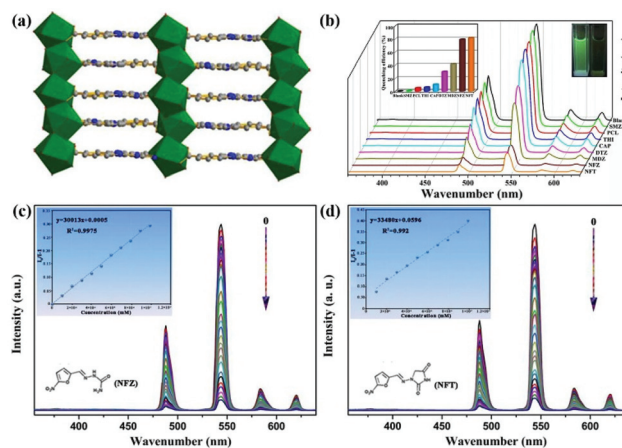 (a)
(b)
Quenching efficiency (%)
Blank SMZ PCL THI CAP DTZ MDZ NFZ NFT
Blank
SMZ
PCL
THI
CAP
DTZ
MDZ
NFZ
NFT
400 450 500 550 600
Wavenumber (nm)
(c)
y=30013x+0.0005
R²=0.9975
I₀/I-1
Concentration (mM)
0
(NFZ)
Intensity (a.u.)
350 400 450 500 550 600
Wavenumber (nm)
(d)
y=33480x+0.0596
R²=0.992
I₀/I-1
Concentration (mM)
0
(NFT)
Intensity (a.u.)
350 400 450 500 550 600
Wavenumber (nm)